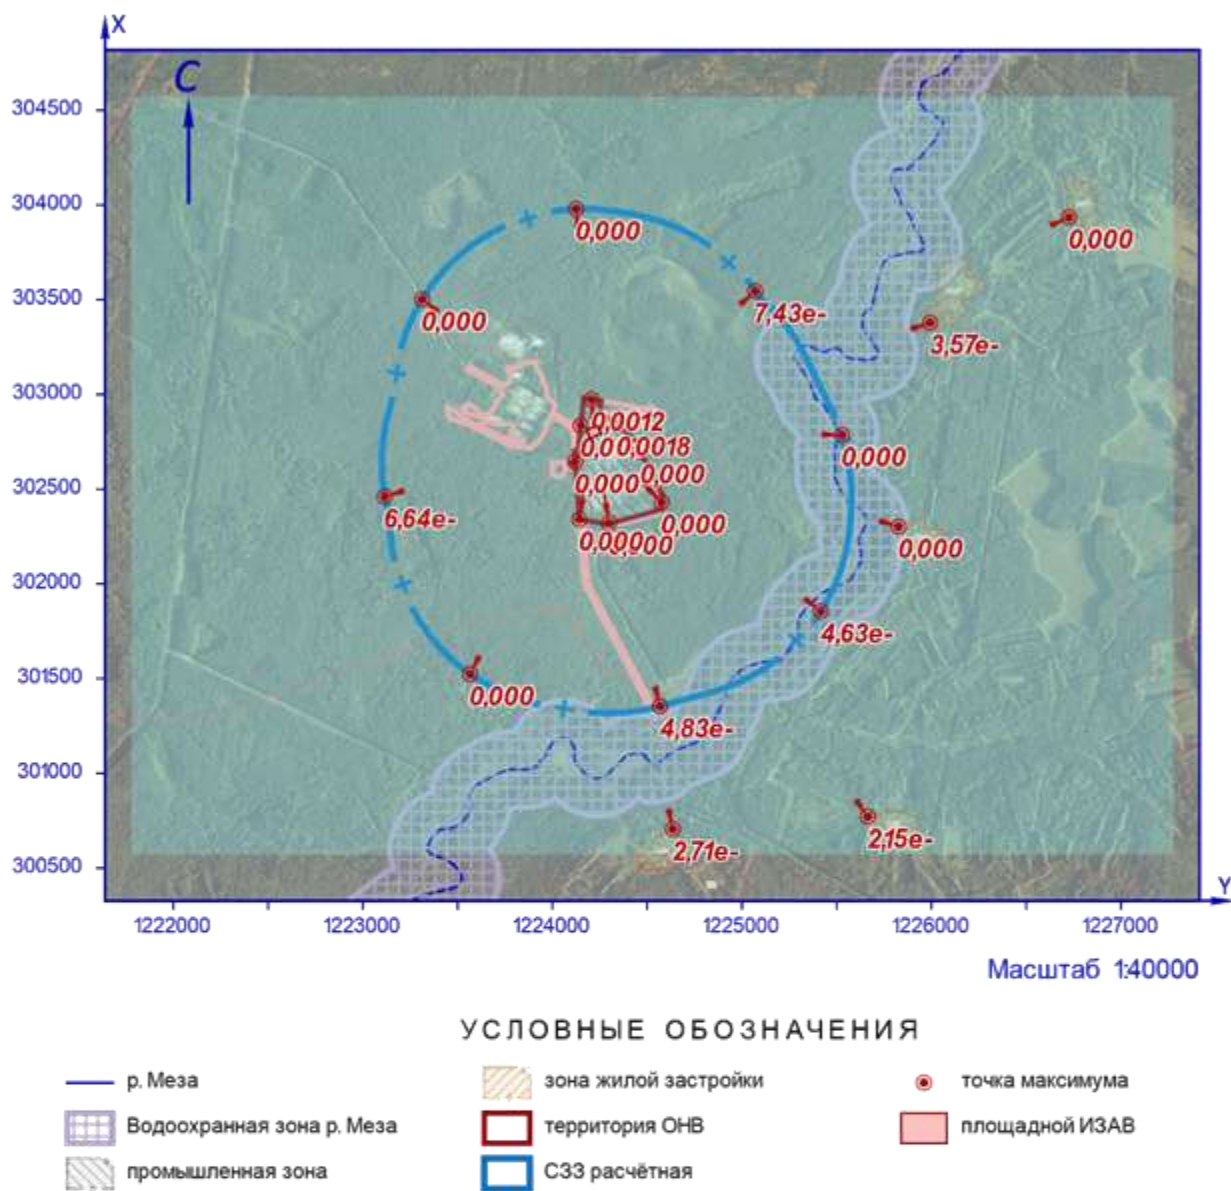 X
С
304500
304000
0,000
0,000
303500
7,43e-
0,000
3,57e-
303000
0,0012
0,0018
0,000
0,000
302500
0,000
6,64e-
0,000
0,000
0,000
0,000
302000
4,63e-
301500
0,000
4,83e-
301000
2,15e-
2,71e-
300500
Y
1222000 1223000 1224000 1225000 1226000 1227000
Масштаб 1:40000
УСЛОВНЫЕ ОБОЗНАЧЕНИЯ
р. Меза зона жилой застройки точка максимума
Водоохранная зона р. Меза территория ОНВ площадной ИЗАВ
промышленная зона СЗЗ расчётная